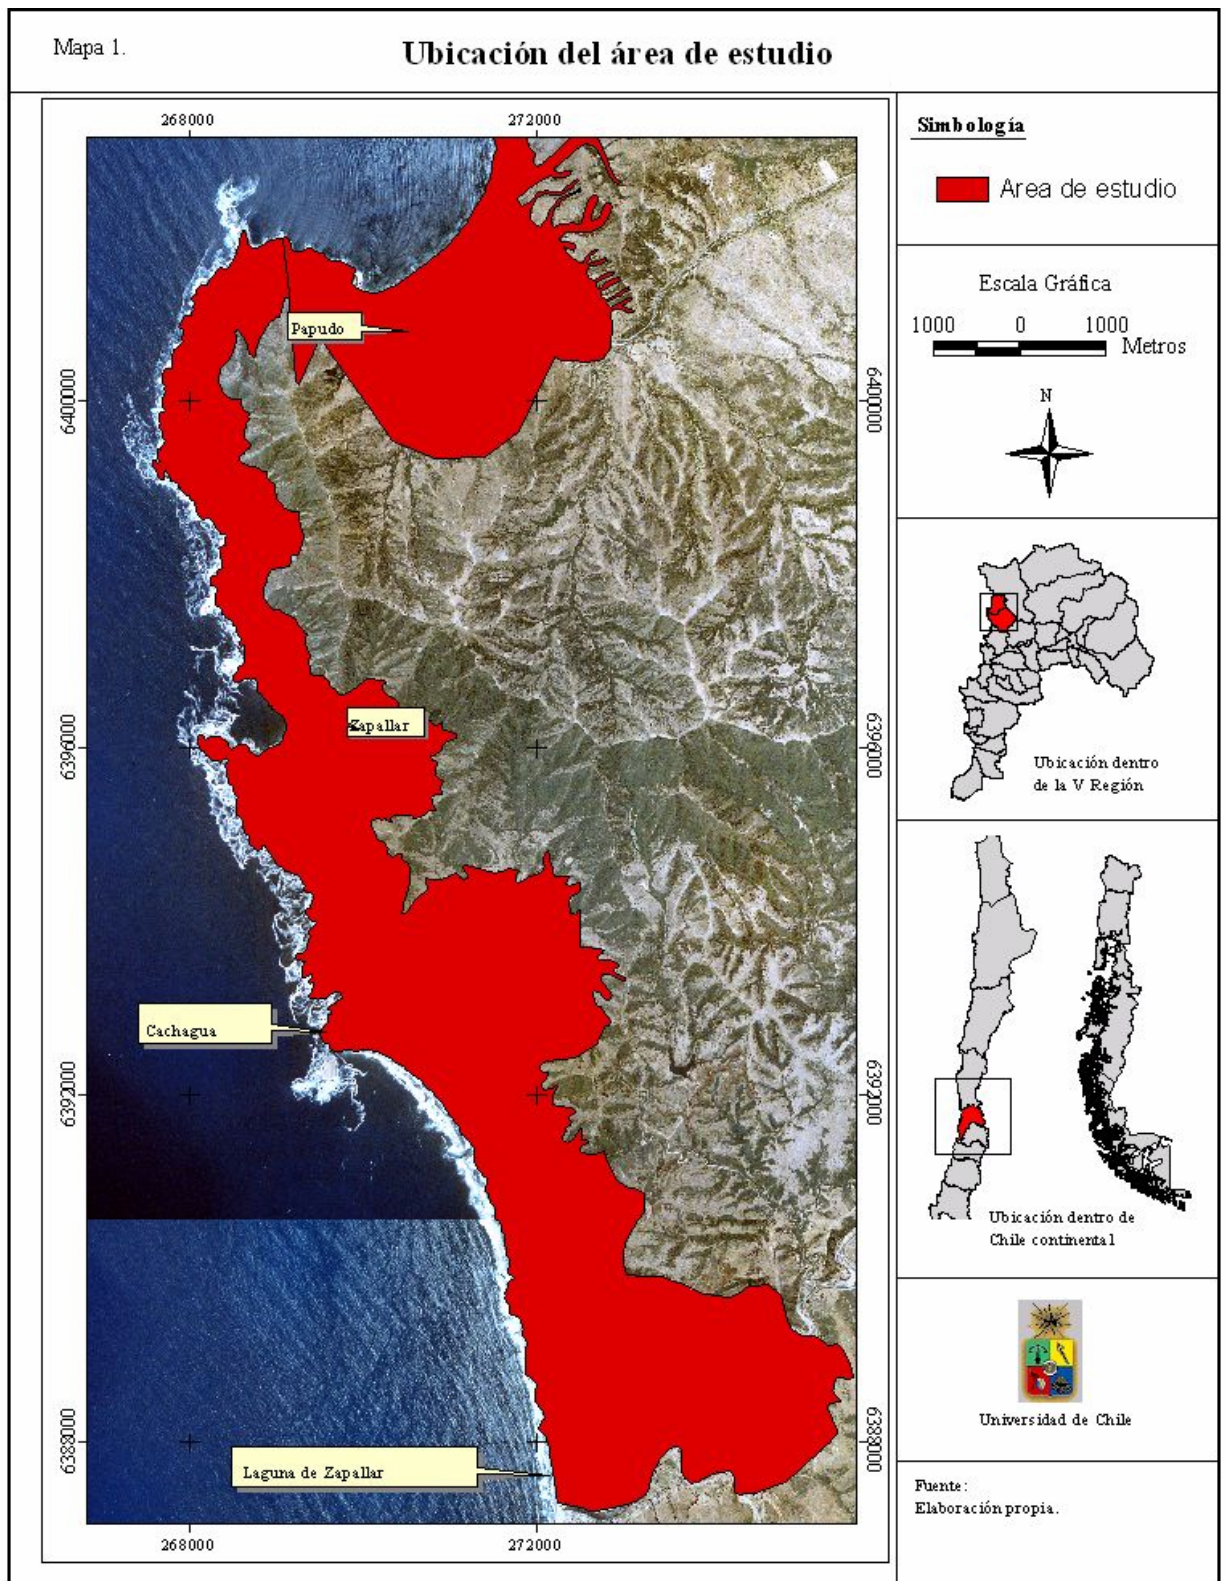 Mapa 1.
Ubicación del área de estudio
268000
272000
6400000
6400000
Papudo
Zapallar
6396000
6396000
Cachagua
6392000
6392000
6388000
6388000
Laguna de Zapallar
268000
272000
Simbología
Area de estudio
Escala Gráfica
1000 0 1000
Metros
N
Ubicación dentro
de la V Región
Ubicación dentro de
Chile continental
Universidad de Chile
Fuente:
Elaboración propia.